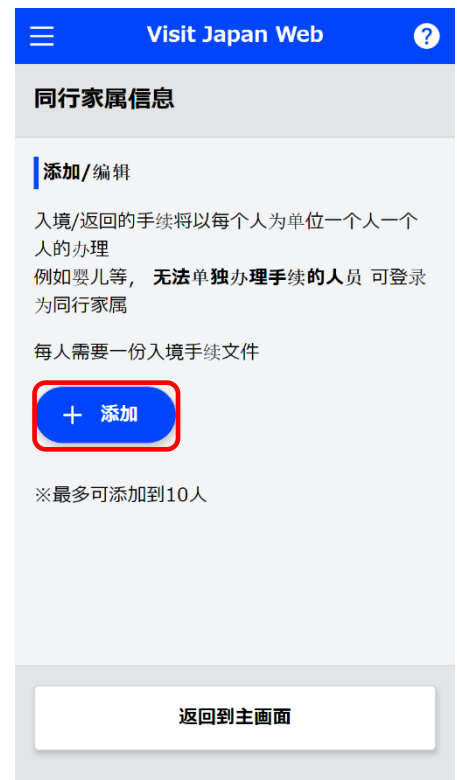 Visit Japan Web
?
同行家属信息
添加/编辑
入境/返回的手续将以每个人为单位一个人一个
人的办理
例如婴儿等， 无法单独办理手续的人员 可登录
为同行家属
每人需要一份入境手续文件
＋ 添加
※最多可添加到10人
返回到主画面